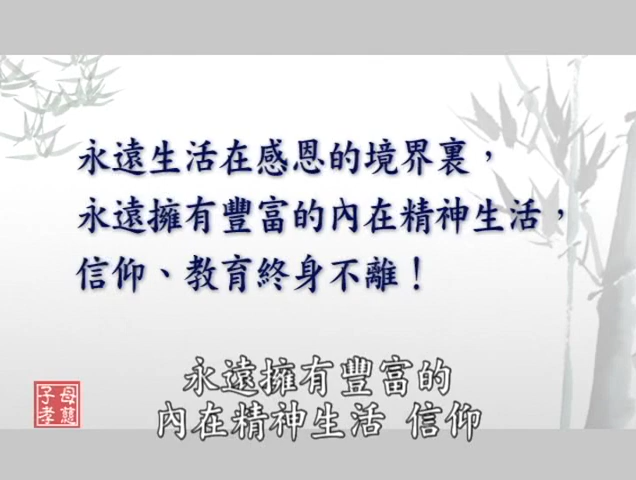 永遠生活在感恩的境界裏，
永遠擁有豐富的內在精神生活，
信仰、教育終身不離！
母慈
子孝
永遠擁有豐富的
內在精神生活 信仰